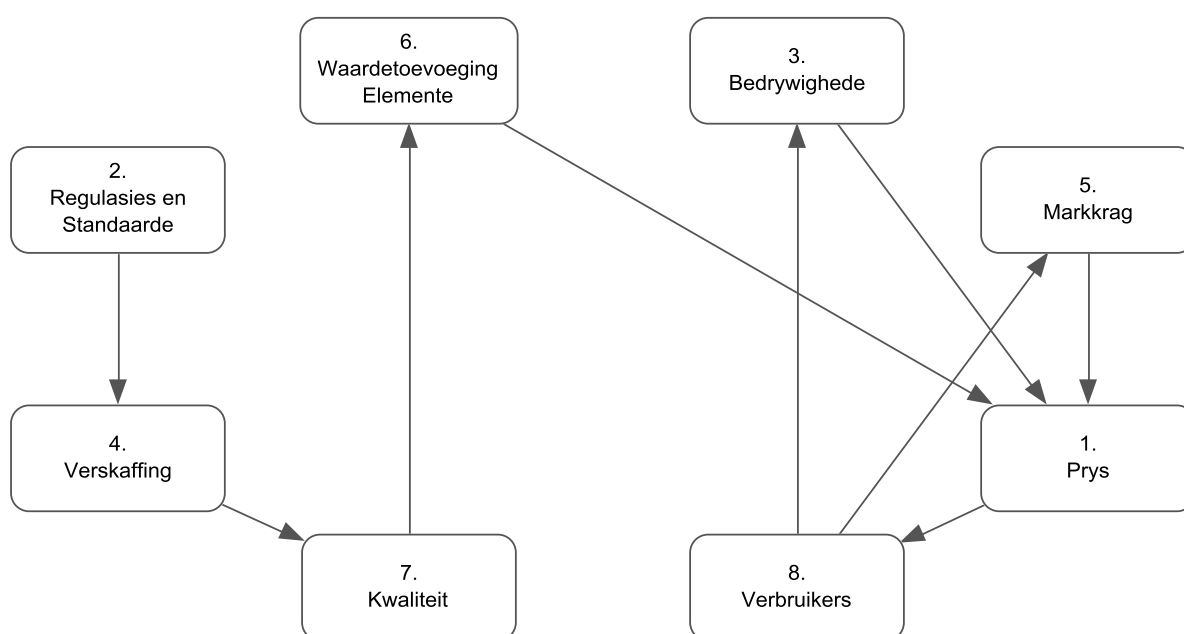 6.
Waardetoevoeging
Elemente
3.
Bedrywighede
2.
Regulasies en
Standaarde
5.
Markkrag
4.
Verskaffing
1.
Prys
7.
Kwaliteit
8.
Verbruikers